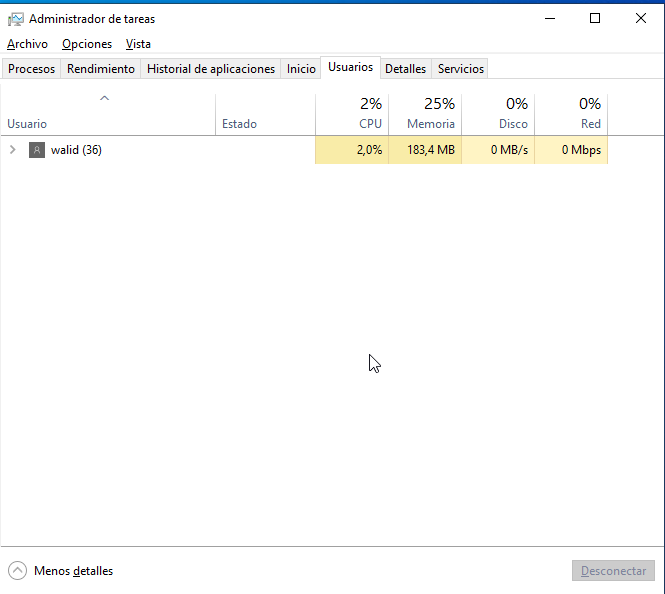 Administrador de tareas
Archivo Opciones Vista
Procesos Rendimiento Historial de aplicaciones Inicio Usuarios Detalles Servicios
2% 25% 0% 0%
Usuario Estado CPU Memoria Disco Red
walid (36) 2,0% 183,4 MB 0 MB/s 0 Mbps
Menos detalles Desconectar